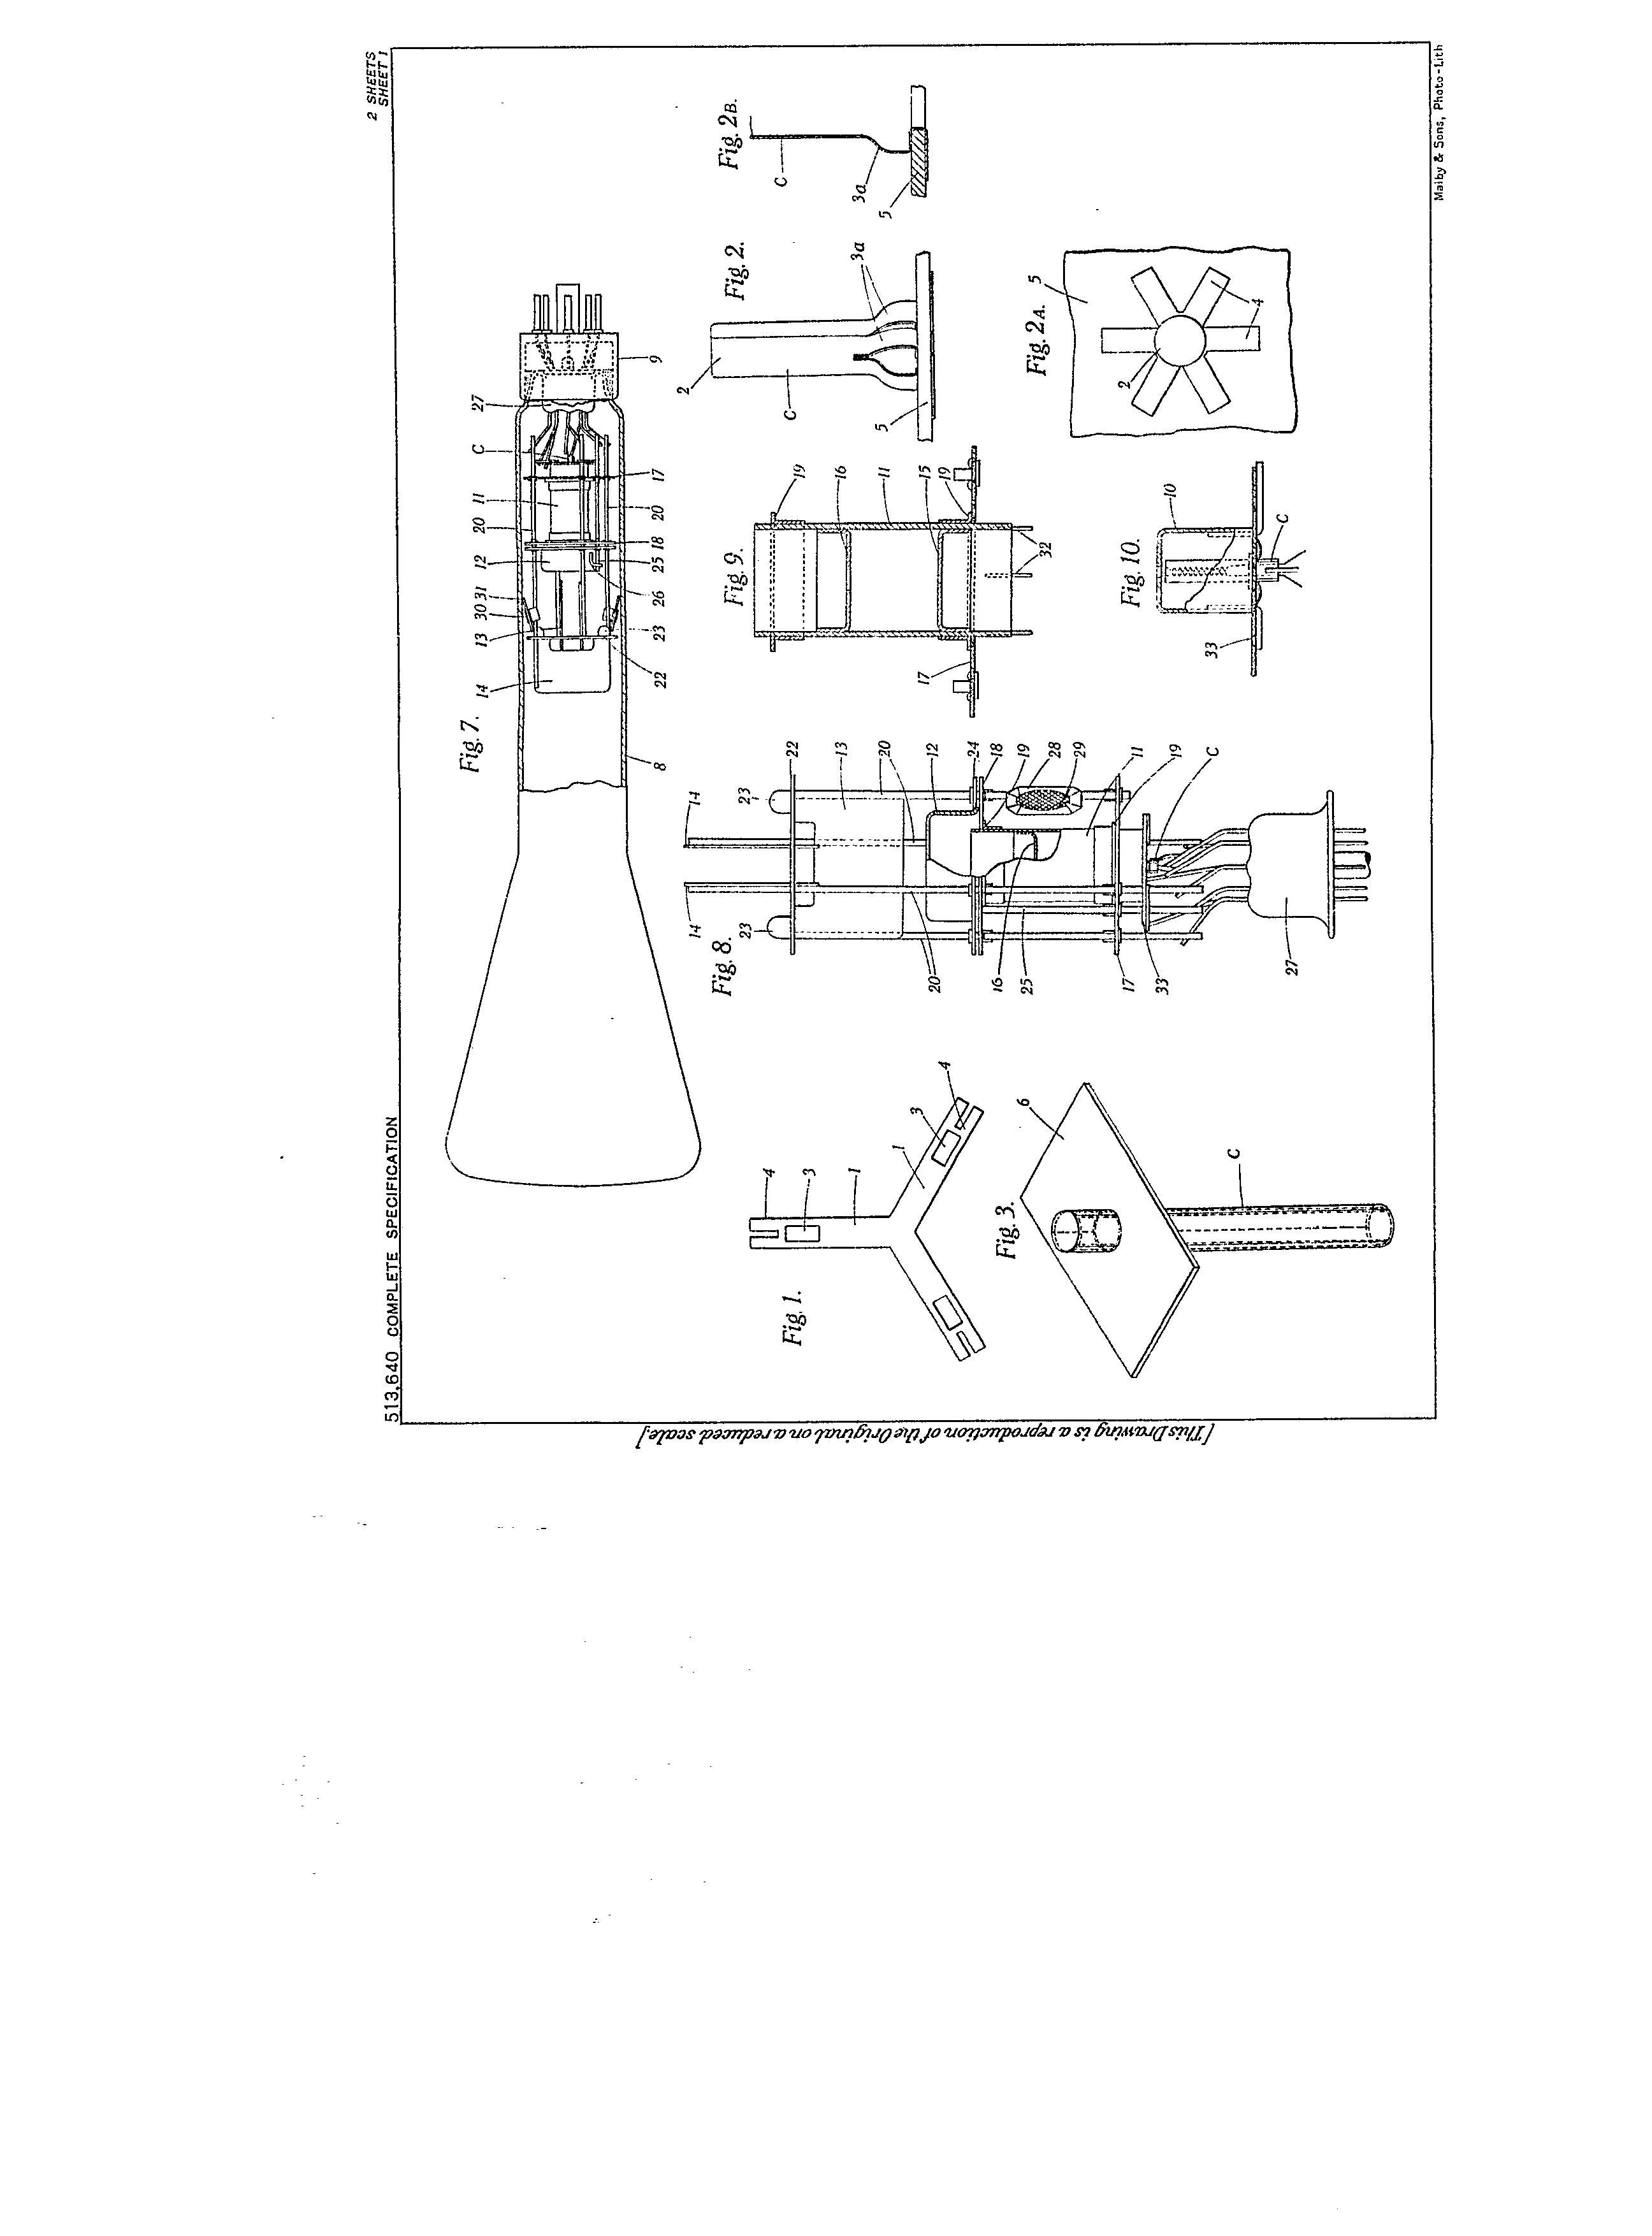 513,640 COMPLETE SPECIFICATION
2 SHEETS
SHEET 1
[This Drawing is a reproduction of the Original on a reduced scale.]
Fig. 7.
14
13
30
31
12
20
11
C
27
8
22
23
26
25
18
20
17
9
Fig. 1.
4
3
1
1
3
4
Fig. 3.
6
C
Fig. 8.
14
14
23
23
22
13
20
12
24
18
19
28
29
11
19
C
20
16
25
17
33
27
Fig. 9.
19
16
11
15
19
17
32
Fig. 10.
10
C
33
Fig. 2.
2
C
5
3a
Fig. 2A.
5
2
4
Fig. 2B.
C
3a
5
Malby & Sons, Photo-Lith